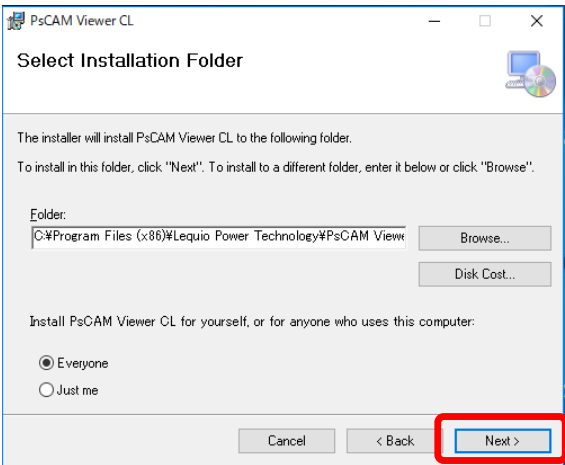 PsCAM Viewer CL
Select Installation Folder
The installer will install PsCAM Viewer CL to the following folder.
To install in this folder, click "Next". To install to a different folder, enter it below or click "Browse".
Folder:
C:¥Program Files (x86)¥Lequio Power Technology¥PsCAM Viewe
Browse...
Disk Cost...
Install PsCAM Viewer CL for yourself, or for anyone who uses this computer:
Everyone
Just me
Cancel
< Back
Next >